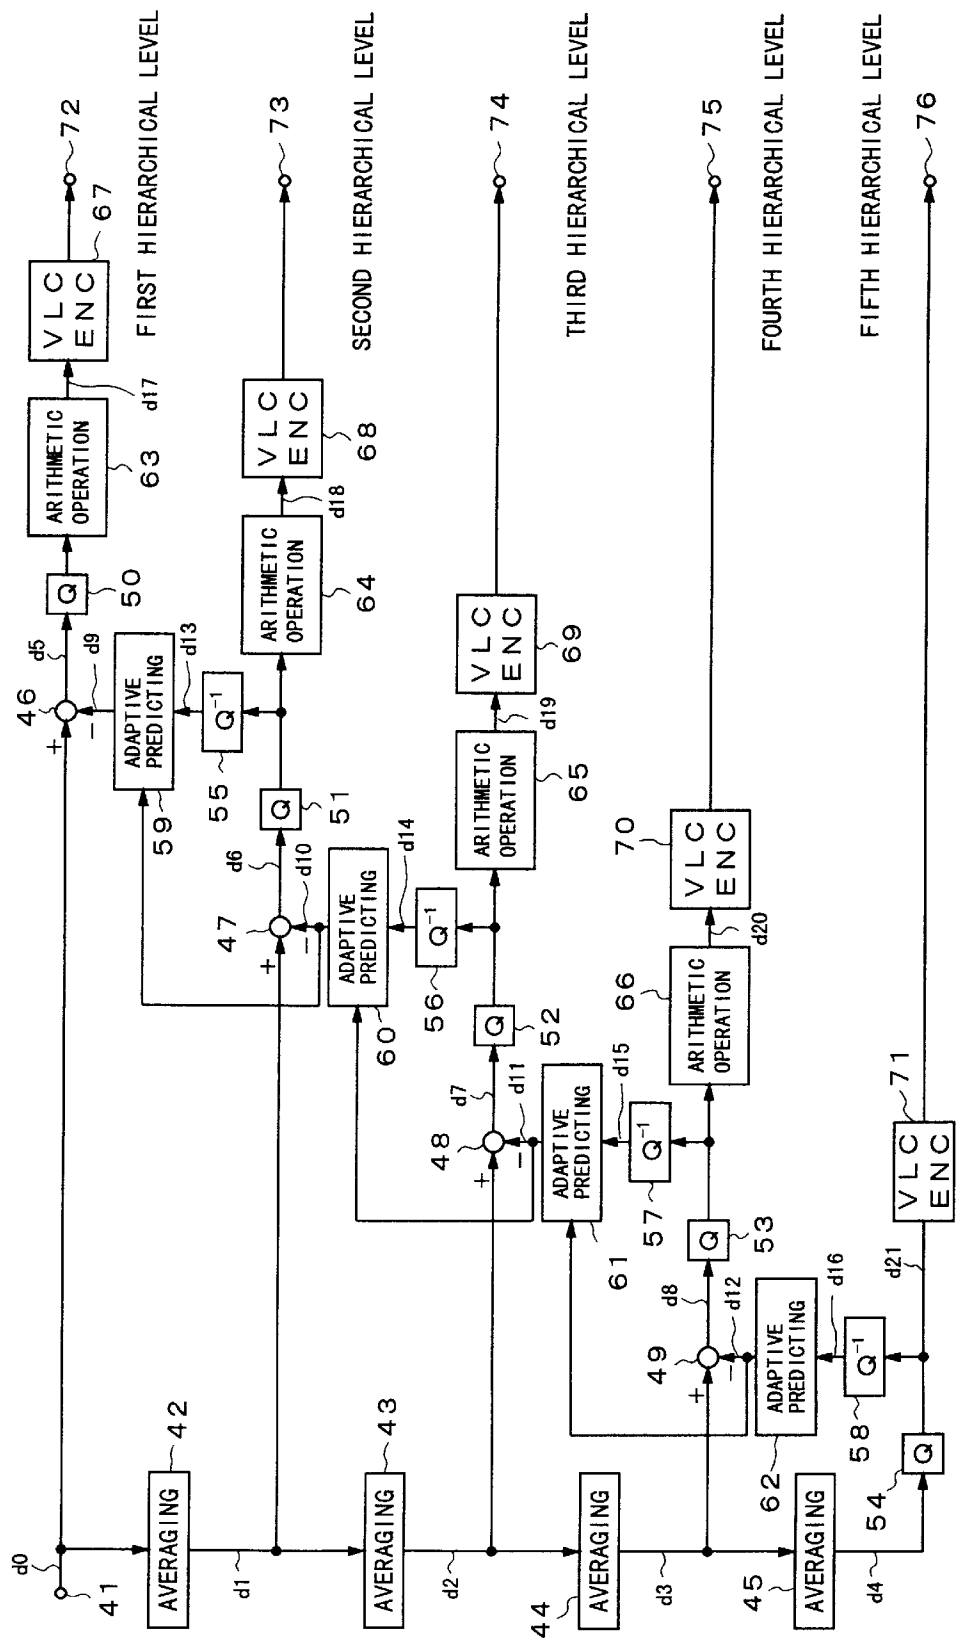 d0
41
46
d5
50
Q
ARITHMETIC
OPERATION
63
d17
VLC
ENC
67
72
FIRST HIERARCHICAL LEVEL
+
−
d9
ADAPTIVE
PREDICTING
59
d13
Q⁻¹
55
AVERAGING
42
d1
47
d6
Q
51
ARITHMETIC
OPERATION
64
d18
VLC
ENC
68
73
SECOND HIERARCHICAL LEVEL
+
−
d10
ADAPTIVE
PREDICTING
60
d14
Q⁻¹
56
AVERAGING
43
d2
48
d7
Q
52
ARITHMETIC
OPERATION
65
d19
VLC
ENC
69
74
THIRD HIERARCHICAL LEVEL
+
−
d11
ADAPTIVE
PREDICTING
61
d15
Q⁻¹
57
AVERAGING
44
d3
49
d8
Q
53
ARITHMETIC
OPERATION
66
d20
VLC
ENC
70
75
FOURTH HIERARCHICAL LEVEL
+
−
d12
ADAPTIVE
PREDICTING
62
d16
Q⁻¹
58
AVERAGING
45
d4
Q
54
d21
VLC
ENC
71
76
FIFTH HIERARCHICAL LEVEL